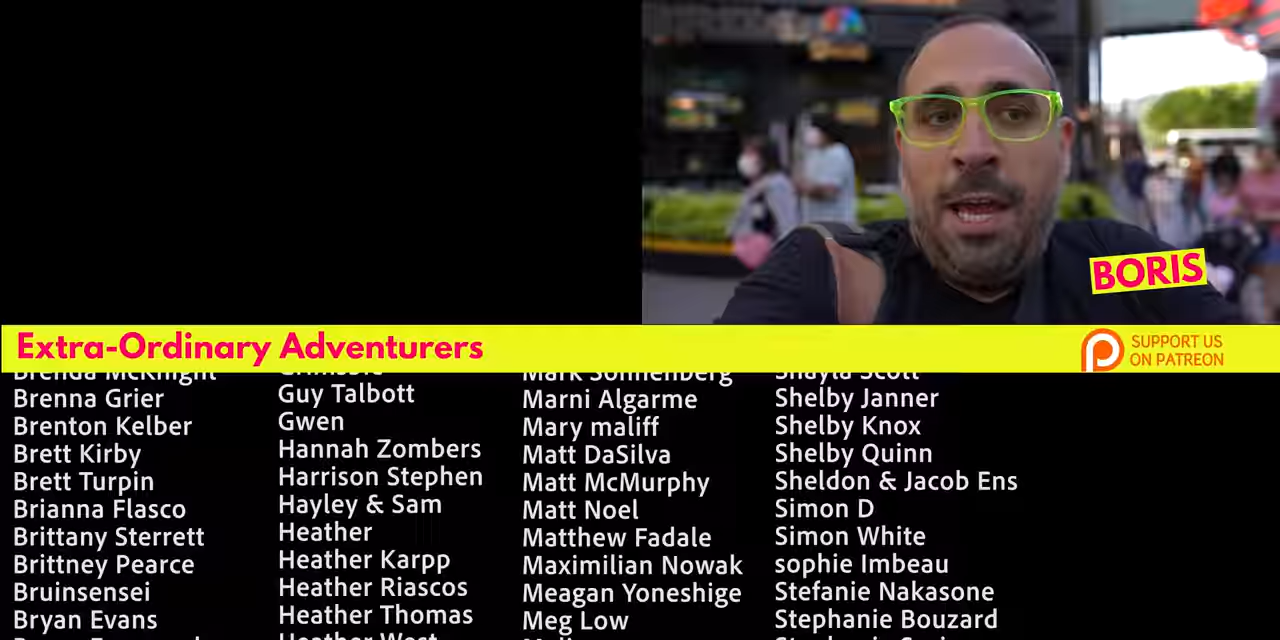 BORIS
Extra-Ordinary Adventurers
SUPPORT US
ON PATREON
Brenda McKnight
Brenna Grier
Brenton Kelber
Brett Kirby
Brett Turpin
Brianna Flasco
Brittany Sterrett
Brittney Pearce
Bruinsensei
Bryan Evans
Guy Talbott
Gwen
Hannah Zombers
Harrison Stephen
Hayley & Sam
Heather
Heather Karpp
Heather Riascos
Heather Thomas
Heather West
Mark Sonnenberg
Marni Algarme
Mary maliff
Matt DaSilva
Matt McMurphy
Matt Noel
Matthew Fadale
Maximilian Nowak
Meagan Yoneshige
Meg Low
Shayla Scott
Shelby Janner
Shelby Knox
Shelby Quinn
Sheldon & Jacob Ens
Simon D
Simon White
sophie Imbeau
Stefanie Nakasone
Stephanie Bouzard